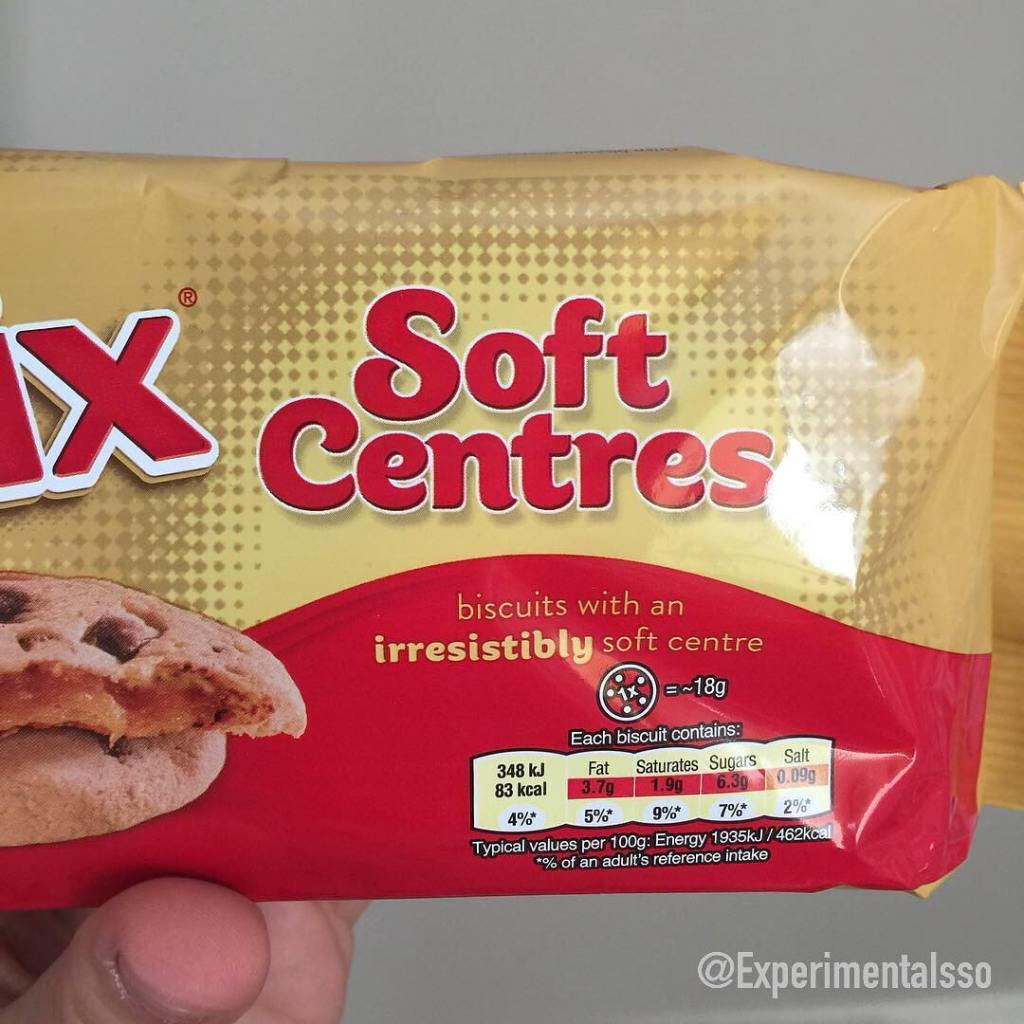 ix®
Soft
Centres
biscuits with an
irresistibly soft centre
1x = ~18g
Each biscuit contains:
348 kJ
83 kcal
4%*
Fat
3.7g
5%*
Saturates
1.9g
9%*
Sugars
6.3g
7%*
Salt
0.09g
2%*
Typical values per 100g: Energy 1935kJ / 462kcal
*% of an adult's reference intake
@Experimentalsso